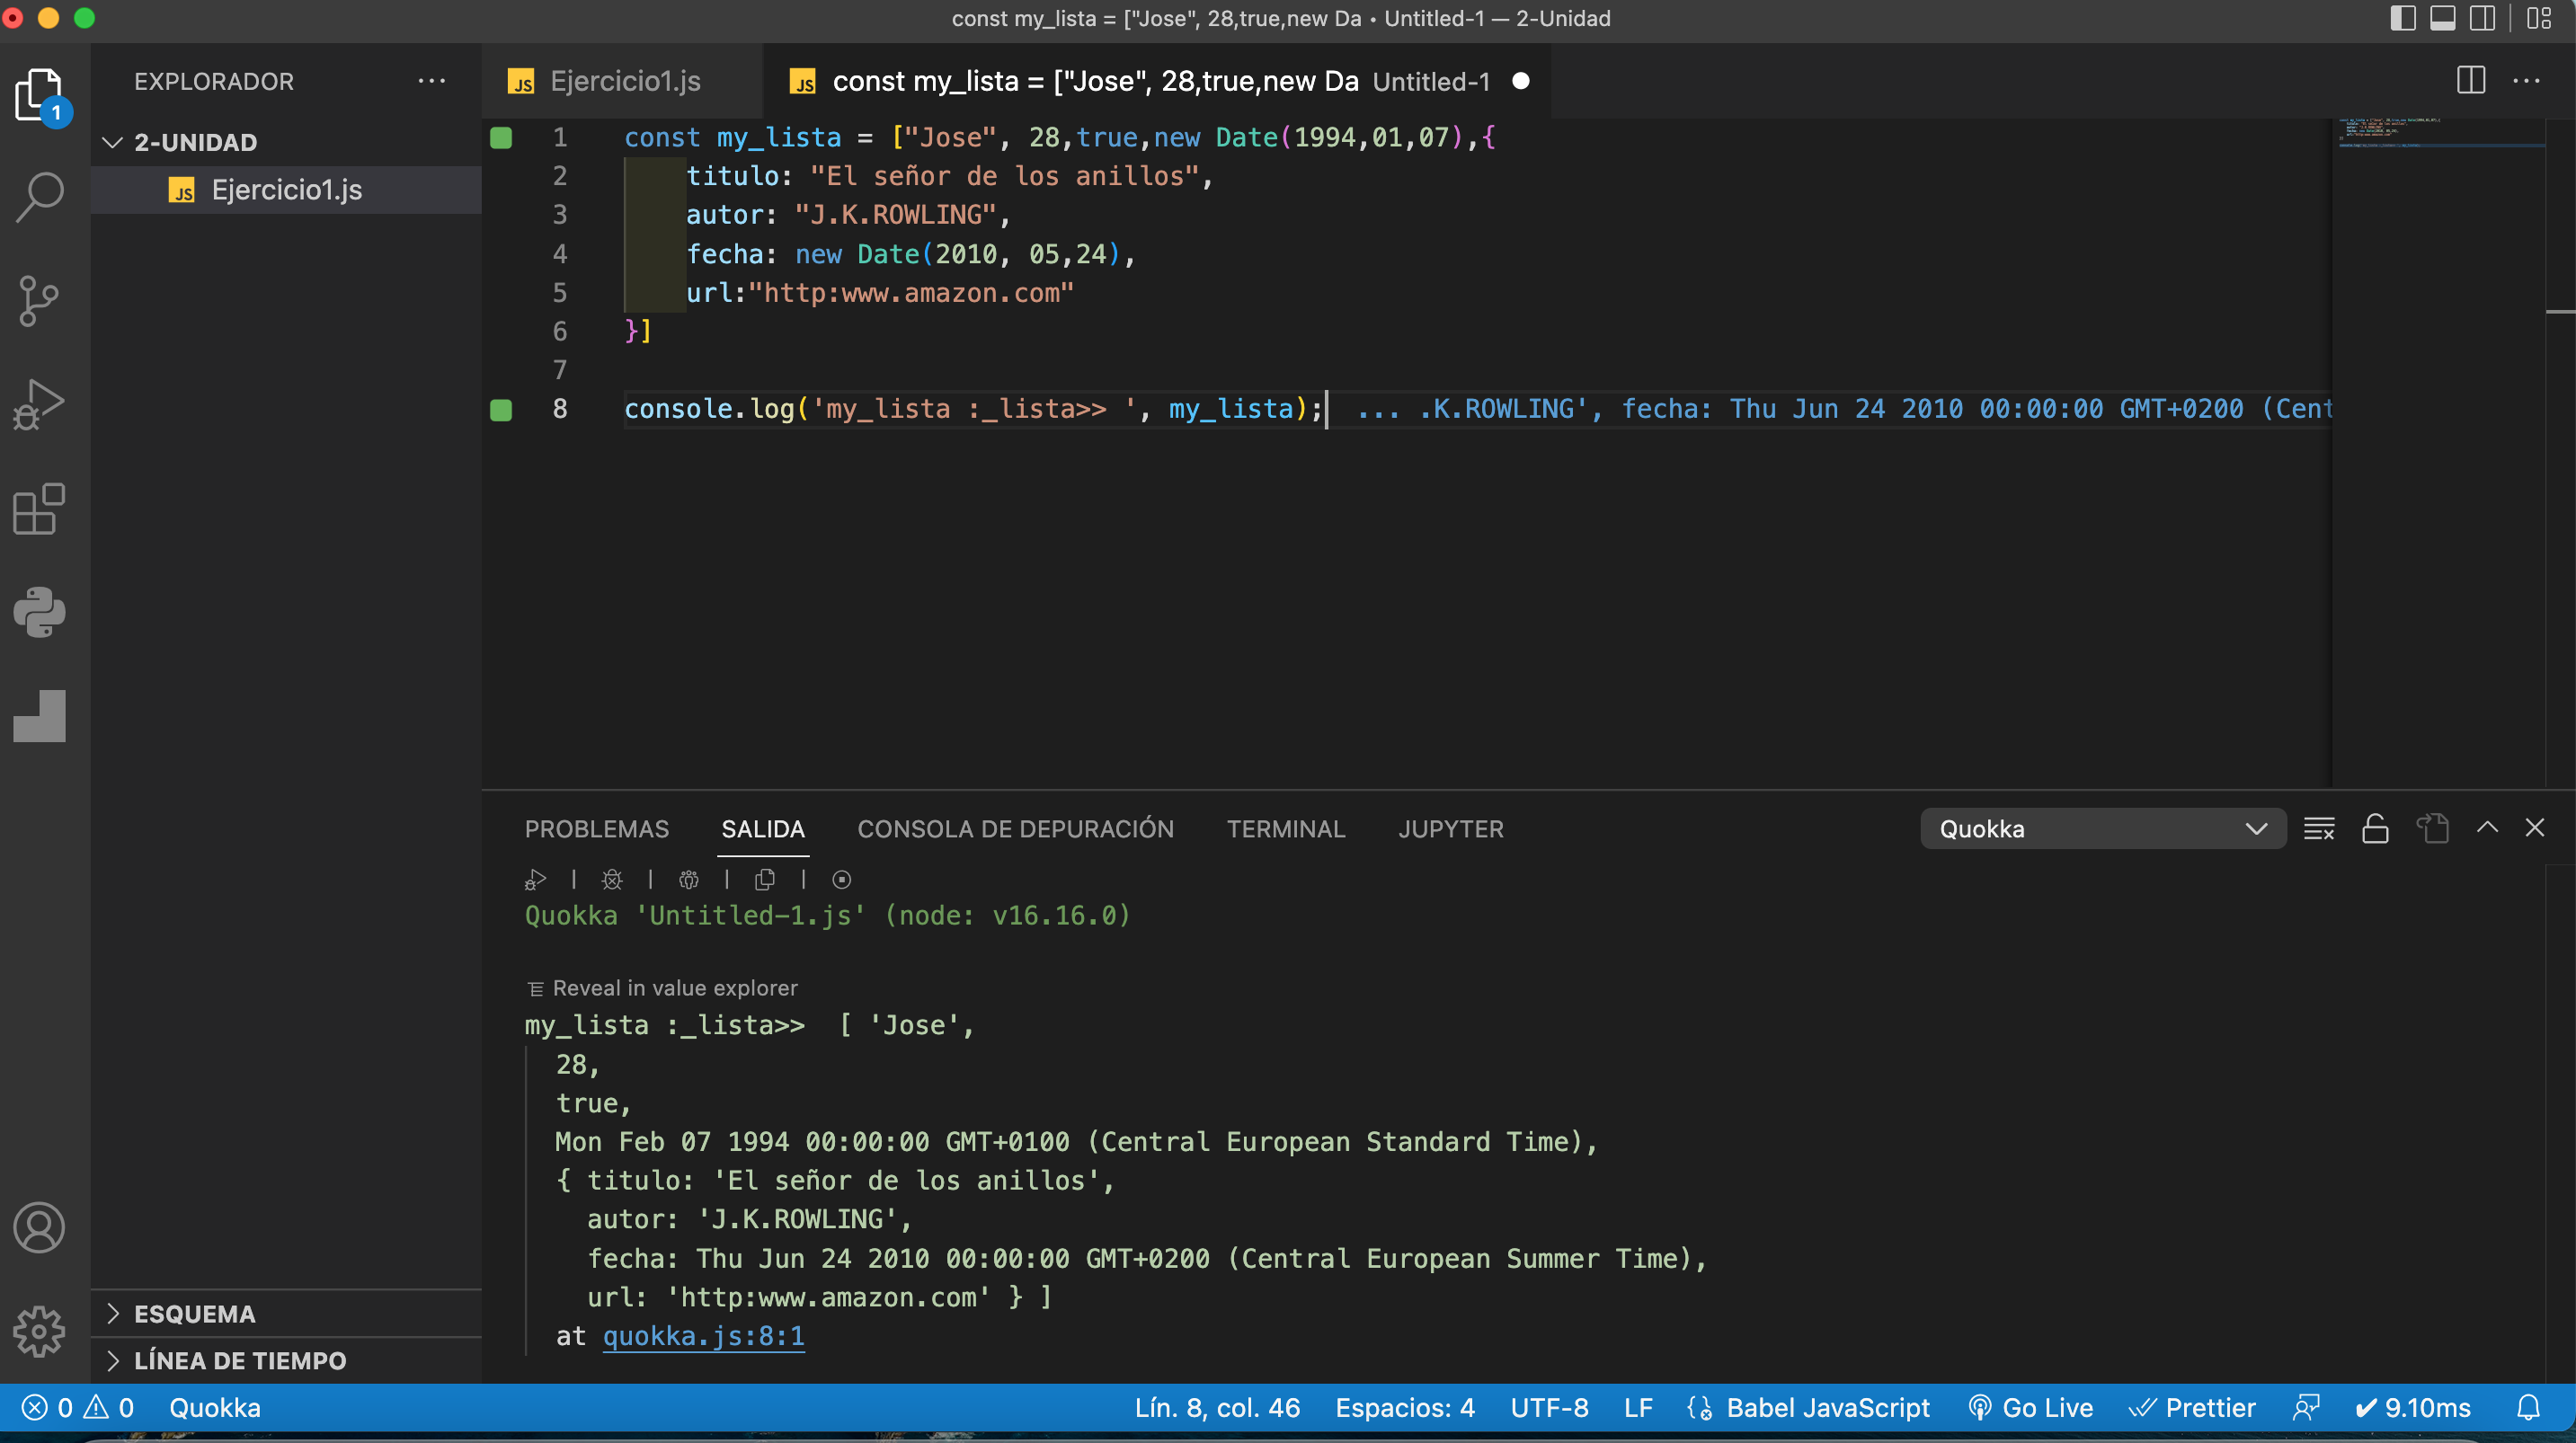 const my_lista = ["Jose", 28,true,new Da • Untitled-1 — 2-Unidad
EXPLORADOR
1
2-UNIDAD
JS Ejercicio1.js
ESQUEMA
LÍNEA DE TIEMPO
JS Ejercicio1.js
JS const my_lista = ["Jose", 28,true,new Da Untitled-1
1 const my_lista = ["Jose", 28,true,new Date(1994,01,07),{
2 titulo: "El señor de los anillos",
3 autor: "J.K.ROWLING",
4 fecha: new Date(2010, 05,24),
5 url:"http:www.amazon.com"
6 }]
7
8 console.log('my_lista :_lista>> ', my_lista); ... .K.ROWLING', fecha: Thu Jun 24 2010 00:00:00 GMT+0200 (Cent
PROBLEMAS SALIDA CONSOLA DE DEPURACIÓN TERMINAL JUPYTER
Quokka
Quokka 'Untitled-1.js' (node: v16.16.0)
Reveal in value explorer
my_lista :_lista>>  [ 'Jose',
28,
true,
Mon Feb 07 1994 00:00:00 GMT+0100 (Central European Standard Time),
{ titulo: 'El señor de los anillos',
autor: 'J.K.ROWLING',
fecha: Thu Jun 24 2010 00:00:00 GMT+0200 (Central European Summer Time),
url: 'http:www.amazon.com' } ]
at quokka.js:8:1
0 0 Quokka
Lín. 8, col. 46 Espacios: 4 UTF-8 LF Babel JavaScript Go Live Prettier 9.10ms